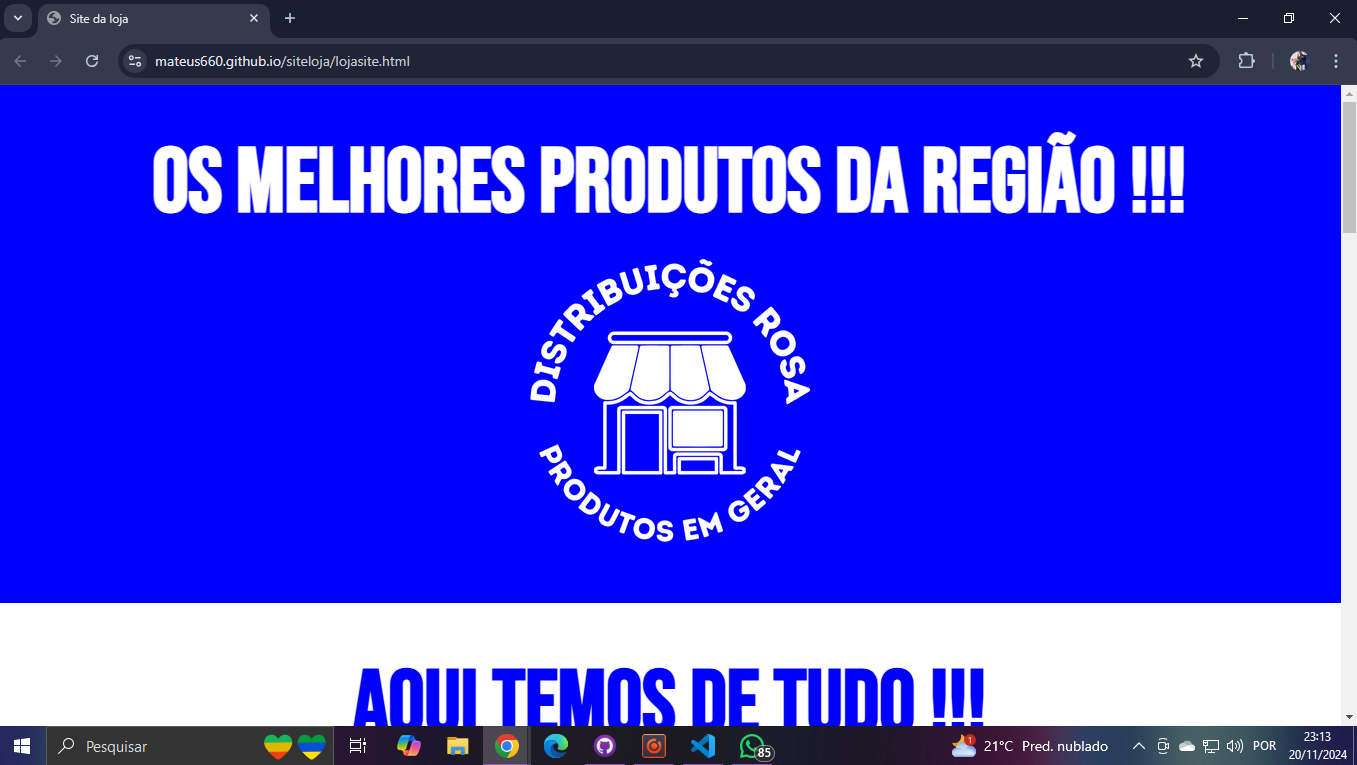 Site da loja
mateus660.github.io/siteloja/lojasite.html
OS MELHORES PRODUTOS DA REGIÃO !!!
DISTRIBUIÇÕES ROSA
PRODUTOS EM GERAL
AQUI TEMOS DE TUDO !!!
Pesquisar
85
1
21°C Pred. nublado
POR
23:13
20/11/2024